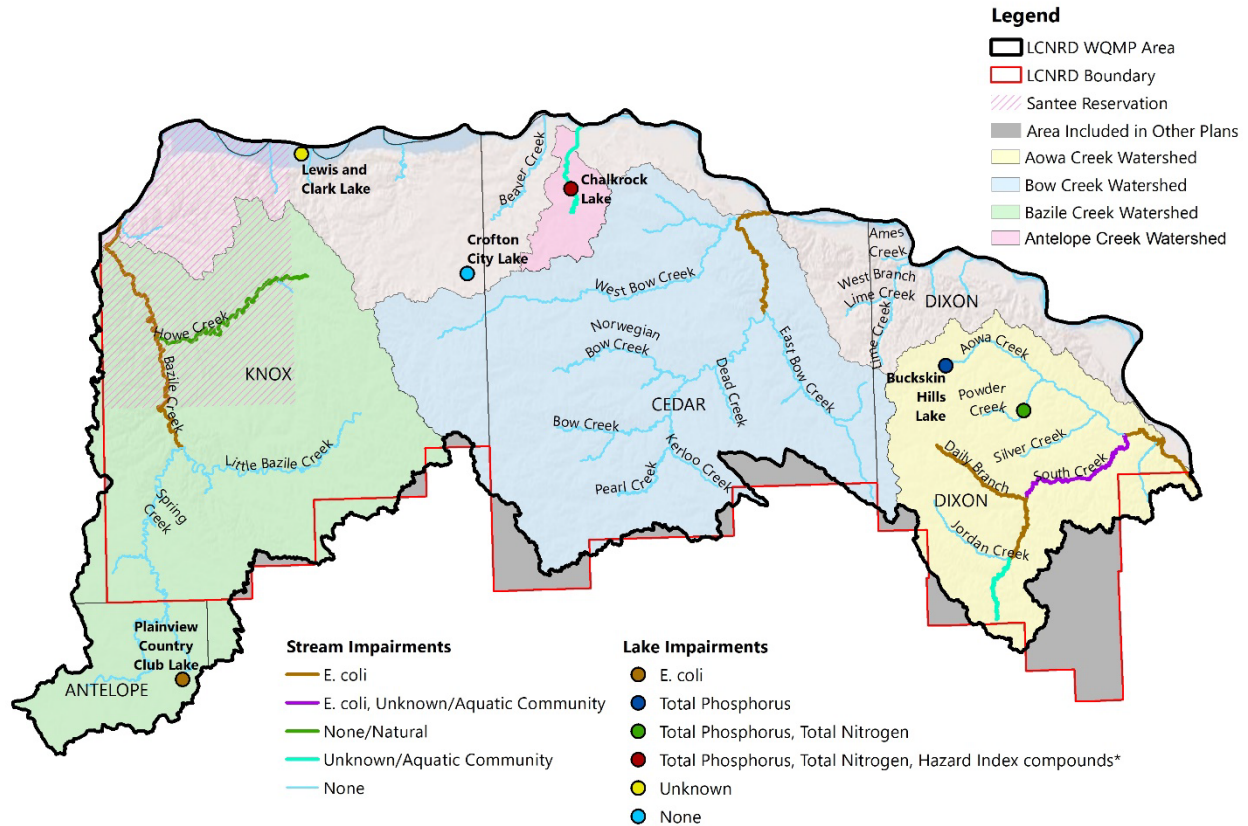 Legend
LCNRD WQMP Area
LCNRD Boundary
Santee Reservation
Area Included in Other Plans
Aowa Creek Watershed
Bow Creek Watershed
Bazile Creek Watershed
Antelope Creek Watershed
Lewis and
Clark Lake
Beaver Creek
Chalkrock
Lake
Crofton
City Lake
Ames
Creek
West Branch
Lime Creek
DIXON
Lime Creek
West Bow Creek
Howe Creek
Bazile Creek
KNOX
Norwegian
Bow Creek
Dead Creek
East Bow Creek
CEDAR
Bow Creek
Kerloo Creek
Pearl Creek
Little Bazile Creek
Spring
Creek
Aowa Creek
Buckskin
Hills
Lake
Powder
Creek
Silver Creek
Daily Branch
South Creek
DIXON
Jordan Creek
Plainview
Country
Club Lake
ANTELOPE
Stream Impairments
E. coli
E. coli, Unknown/Aquatic Community
None/Natural
Unknown/Aquatic Community
None
Lake Impairments
E. coli
Total Phosphorus
Total Phosphorus, Total Nitrogen
Total Phosphorus, Total Nitrogen, Hazard Index compounds*
Unknown
None